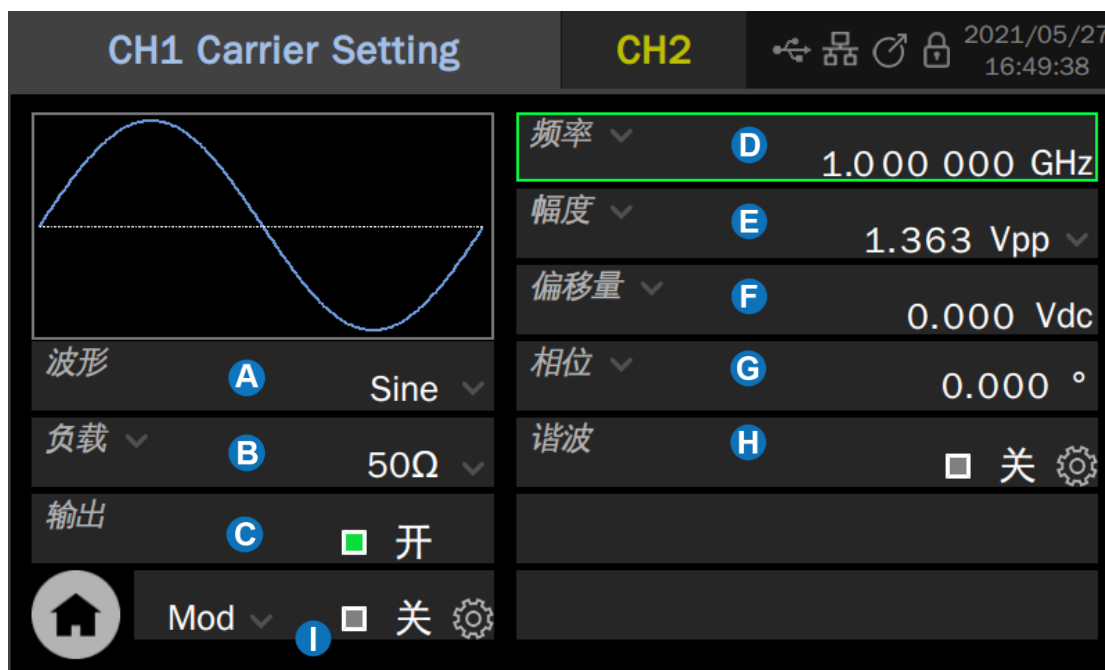 CH1 Carrier Setting
CH2
2021/05/27
16:49:38
波形
A
Sine
负载
B
50Ω
输出
C
开
Mod
I
关
频率
D
1.000 000 GHz
幅度
E
1.363 Vpp
偏移量
F
0.000 Vdc
相位
G
0.000 °
谐波
H
关